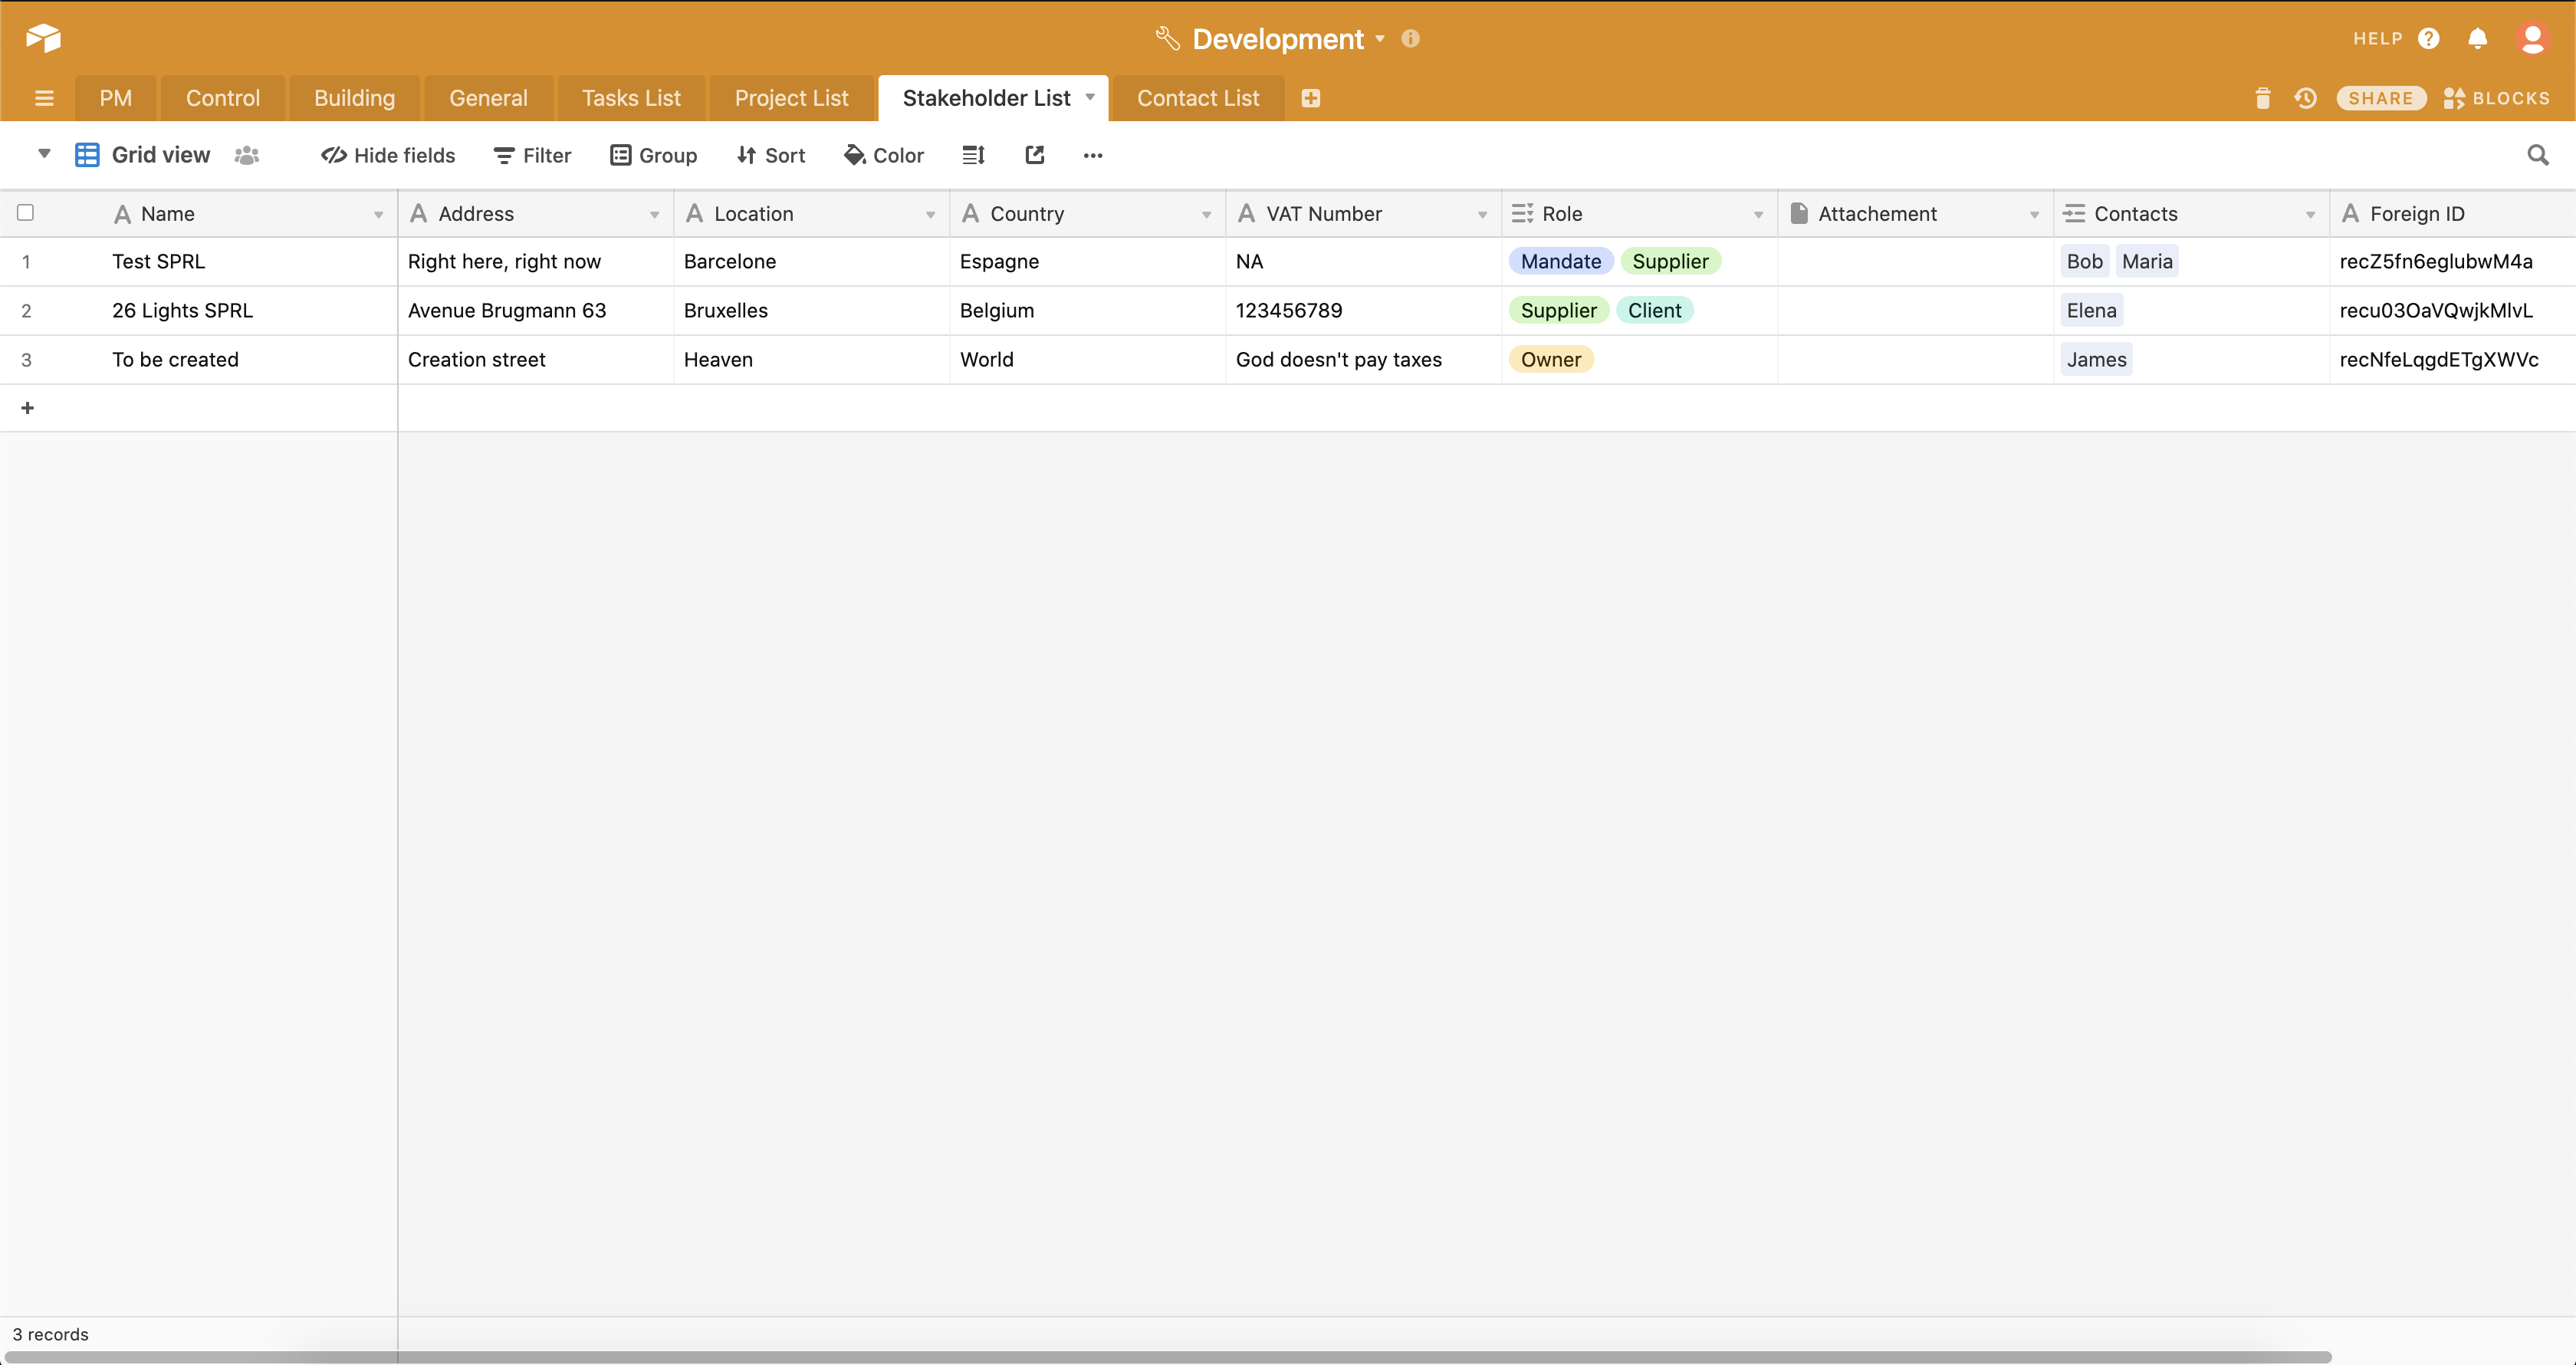 Development
HELP
PM Control Building General Tasks List Project List Stakeholder List Contact List SHARE BLOCKS
Grid view Hide fields Filter Group Sort Color
Name Address Location Country VAT Number Role Attachement Contacts Foreign ID
1 Test SPRL Right here, right now Barcelone Espagne NA Mandate Supplier Bob Maria recZ5fn6eglubwM4a
2 26 Lights SPRL Avenue Brugmann 63 Bruxelles Belgium 123456789 Supplier Client Elena recu03OaVQwjkMlvL
3 To be created Creation street Heaven World God doesn't pay taxes Owner James recNfeLqgdETgXWVc
3 records